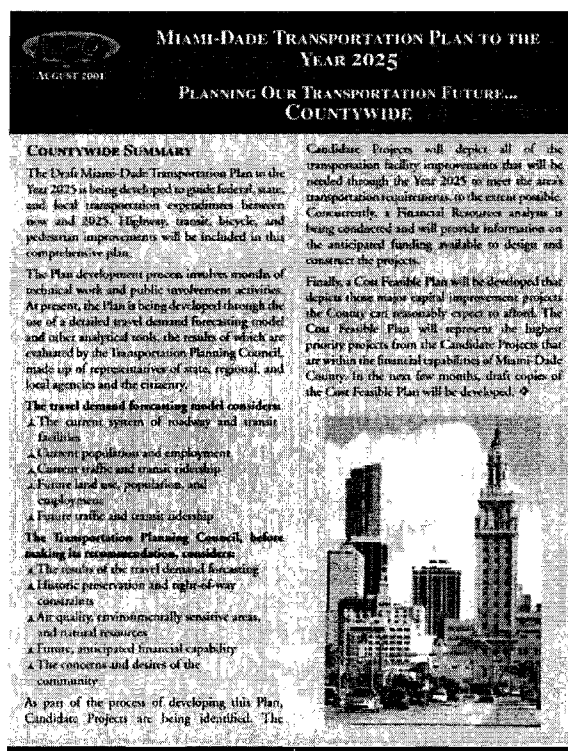 AUGUST 2001
MIAMI-DADE TRANSPORTATION PLAN TO THE
YEAR 2025
PLANNING OUR TRANSPORTATION FUTURE...
COUNTYWIDE
COUNTYWIDE SUMMARY
The Draft Miami-Dade Transportation Plan to the
Year 2025 is being developed to guide federal, state,
and local transportation expenditures between
now and 2025. Highway, transit, bicycle, and
pedestrian improvements will be included in this
comprehensive plan.
The Plan development process involves months of
technical work and public involvement activities.
At present, the Plan is being developed through the
use of a detailed travel demand forecasting model
and other analytical tools, the results of which are
evaluated by the Transportation Planning Council,
made up of representatives of state, regional, and
local agencies and the citizenry.
The travel demand forecasting model considers:
▲ The current system of roadway and transit
facilities
▲ Current population and employment
▲ Current traffic and transit ridership
▲ Future land use, population, and
employment
▲ Future traffic and transit ridership
The Transportation Planning Council, before
making its recommendation, considers:
▲ The results of the travel demand forecasting
▲ Historic preservation and right-of-way
constraints
▲ Air quality, environmentally sensitive areas,
and natural resources
▲ Future, anticipated financial capability
▲ The concerns and desires of the
community
As part of the process of developing this Plan,
Candidate Projects are being identified. The
Candidate Projects will depict all of the
transportation facility improvements that will be
needed through the Year 2025 to meet the area's
transportation requirements, to the extent possible.
Concurrently, a Financial Resources analysis is
being conducted and will provide information on
the anticipated funding available to design and
construct the projects.
Finally, a Cost Feasible Plan will be developed that
depicts those major capital improvement projects
the County can reasonably expect to afford. The
Cost Feasible Plan will represent the highest
priority projects from the Candidate Projects that
are within the financial capabilities of Miami-Dade
County. In the next few months, draft copies of
the Cost Feasible Plan will be developed. ❖